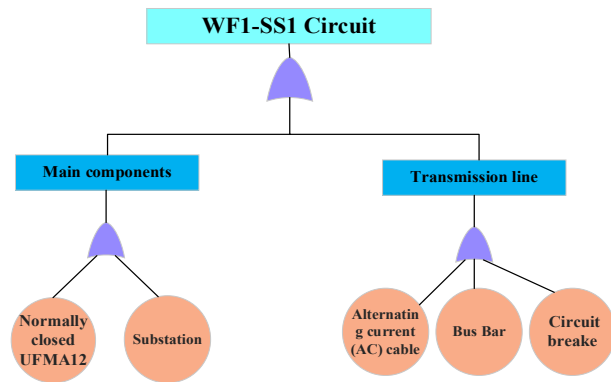 WF1-SS1 Circuit
Main components
Transmission line
Normally
closed
UFMA12
Substation
Alternatin
g current
(AC) cable
Bus Bar
Circuit
breake